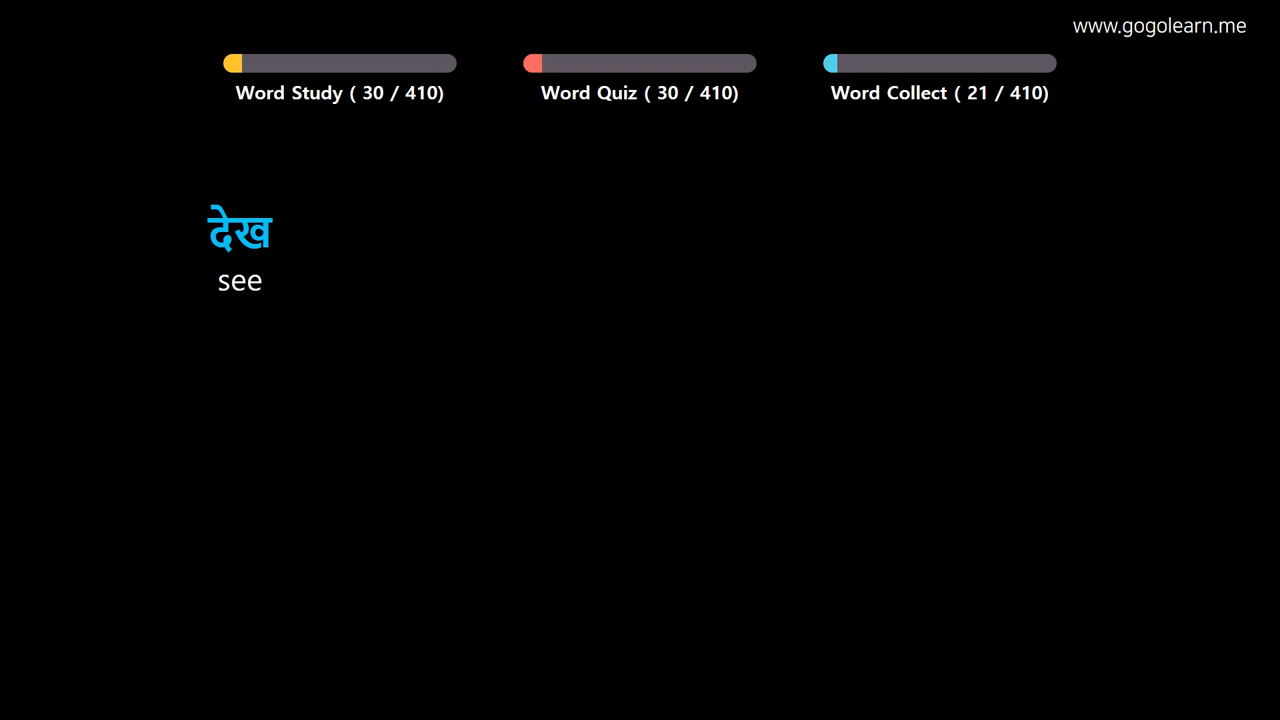 www.gogolearn.me
Word Study ( 30 / 410)
Word Quiz ( 30 / 410)
Word Collect ( 21 / 410)
देख
see